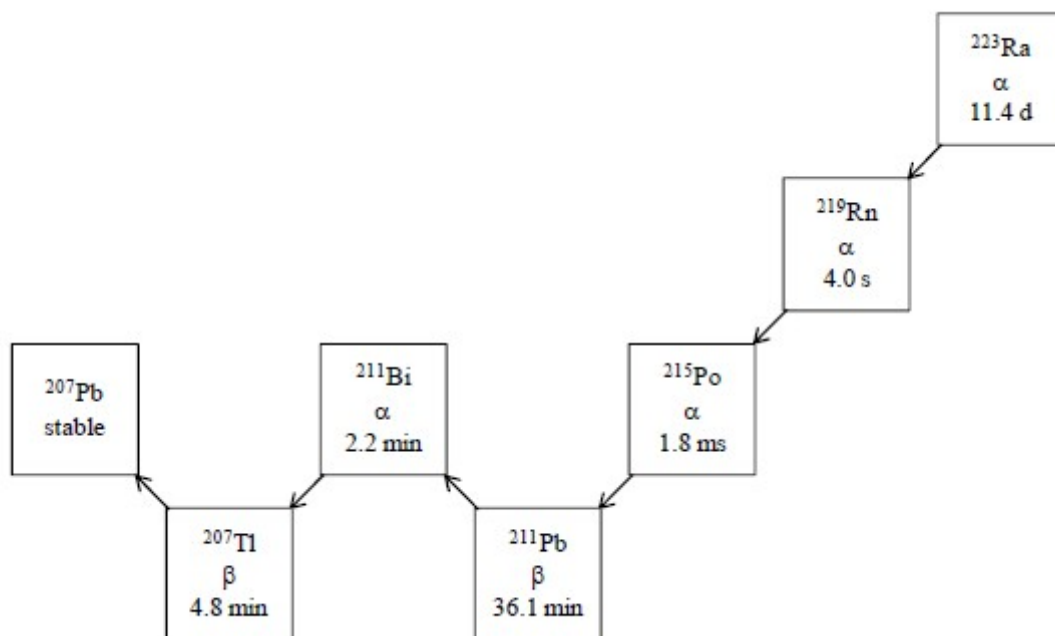 ²²³Ra
α
11.4 d
²¹⁹Rn
α
4.0 s
²⁰⁷Pb
stable
²¹¹Bi
α
2.2 min
²¹⁵Po
α
1.8 ms
²⁰⁷Tl
β
4.8 min
²¹¹Pb
β
36.1 min